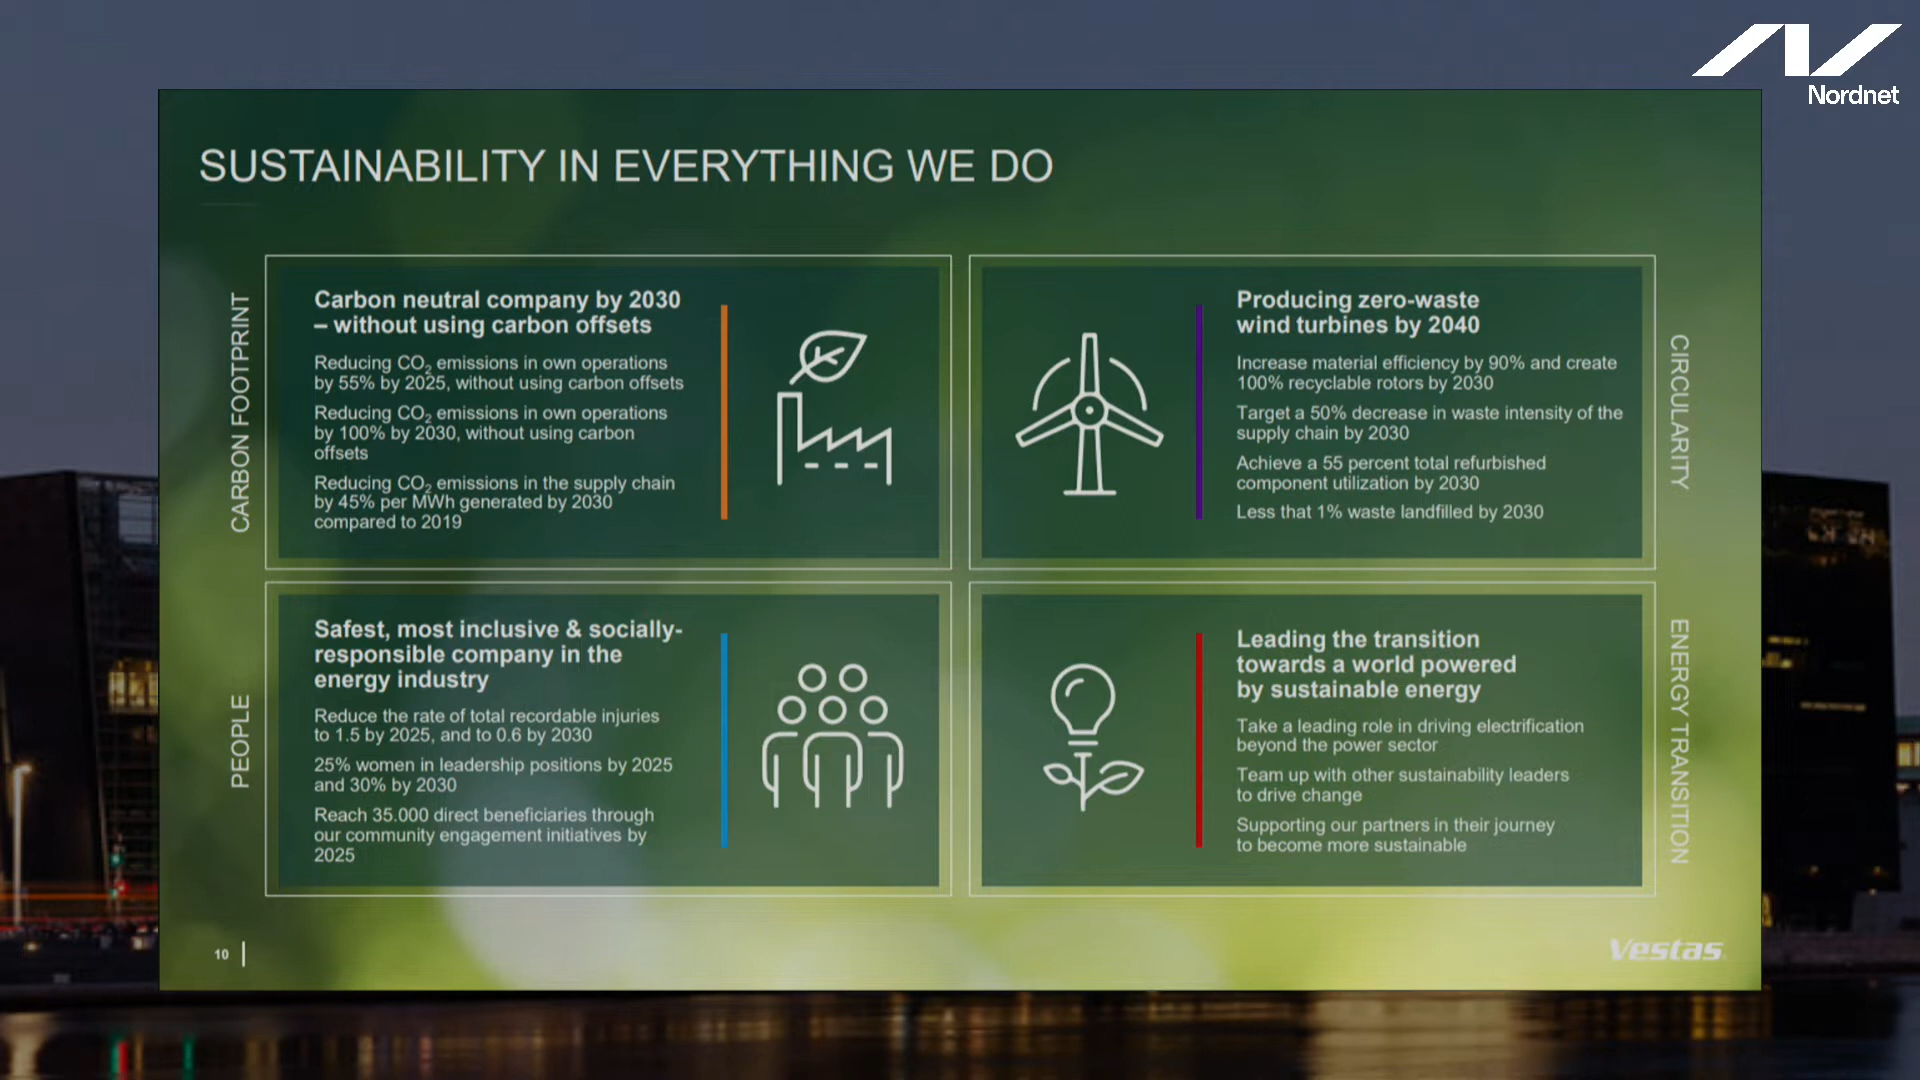 Nordnet
SUSTAINABILITY IN EVERYTHING WE DO
CARBON FOOTPRINT
Carbon neutral company by 2030
– without using carbon offsets
Reducing CO₂ emissions in own operations
by 55% by 2025, without using carbon offsets
Reducing CO₂ emissions in own operations
by 100% by 2030, without using carbon
offsets
Reducing CO₂ emissions in the supply chain
by 45% per MWh generated by 2030
compared to 2019
Producing zero-waste
wind turbines by 2040
Increase material efficiency by 90% and create
100% recyclable rotors by 2030
Target a 50% decrease in waste intensity of the
supply chain by 2030
Achieve a 55 percent total refurbished
component utilization by 2030
Less that 1% waste landfilled by 2030
CIRCULARITY
PEOPLE
Safest, most inclusive & socially-
responsible company in the
energy industry
Reduce the rate of total recordable injuries
to 1.5 by 2025, and to 0.6 by 2030
25% women in leadership positions by 2025
and 30% by 2030
Reach 35.000 direct beneficiaries through
our community engagement initiatives by
2025
Leading the transition
towards a world powered
by sustainable energy
Take a leading role in driving electrification
beyond the power sector
Team up with other sustainability leaders
to drive change
Supporting our partners in their journey
to become more sustainable
ENERGY TRANSITION
10
Vestas